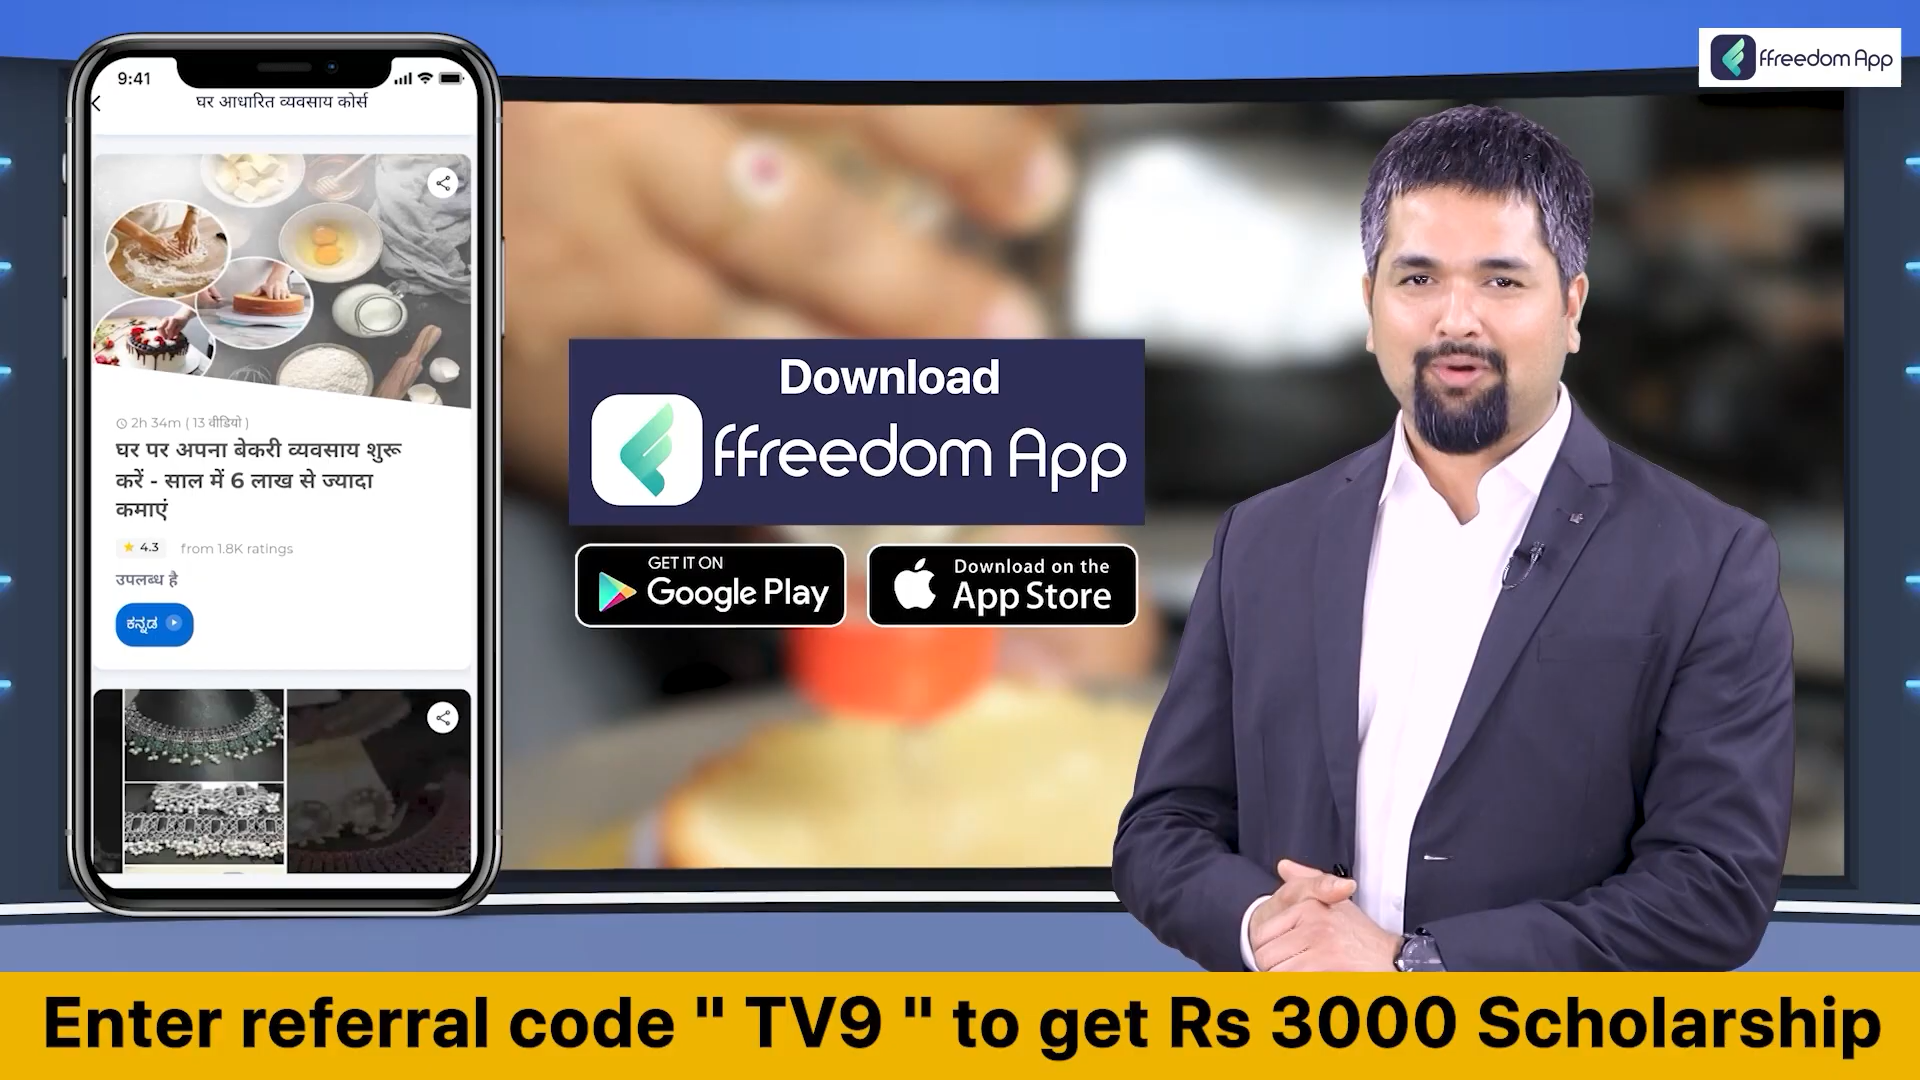 9:41
घर आधारित व्यवसाय कोर्स
2h 34m ( 13 वीडियो )
घर पर अपना बेकरी व्यवसाय शुरू
करें - साल में 6 लाख से ज्यादा
कमाएं
4.3 from 1.8K ratings
उपलब्ध है
ಕನ್ನಡ
Download
ffreedom App
GET IT ON
Google Play
Download on the
App Store
ffreedom App
Enter referral code " TV9 " to get Rs 3000 Scholarship